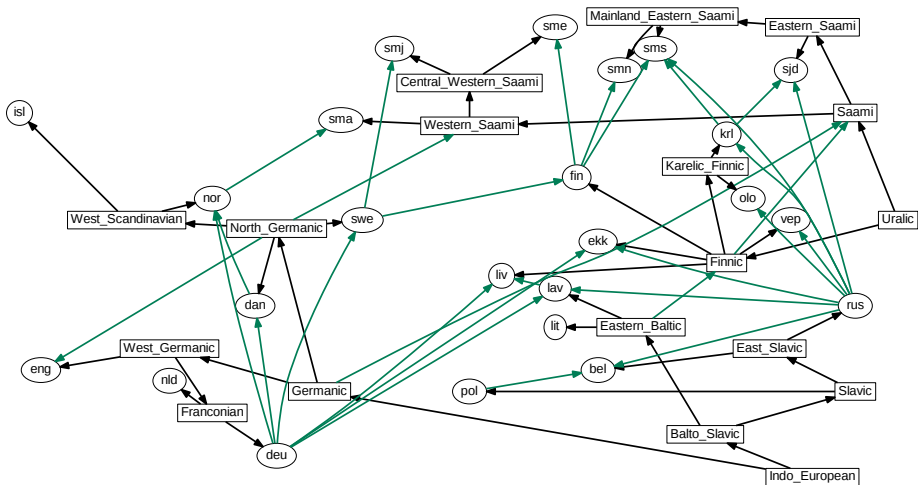 Mainland_Eastern_Saami
sme
Eastern_Saami
smj
sms
smn
sjd
Central_Western_Saami
isl
sma
Western_Saami
Saami
krl
Karelic_Finnic
fin
nor
olo
West_Scandinavian
North_Germanic
swe
vep
Uralic
ekk
Finnic
liv
lav
dan
rus
lit
Eastern_Baltic
West_Germanic
East_Slavic
eng
nld
bel
Germanic
pol
Slavic
Franconian
Balto_Slavic
deu
Indo_European